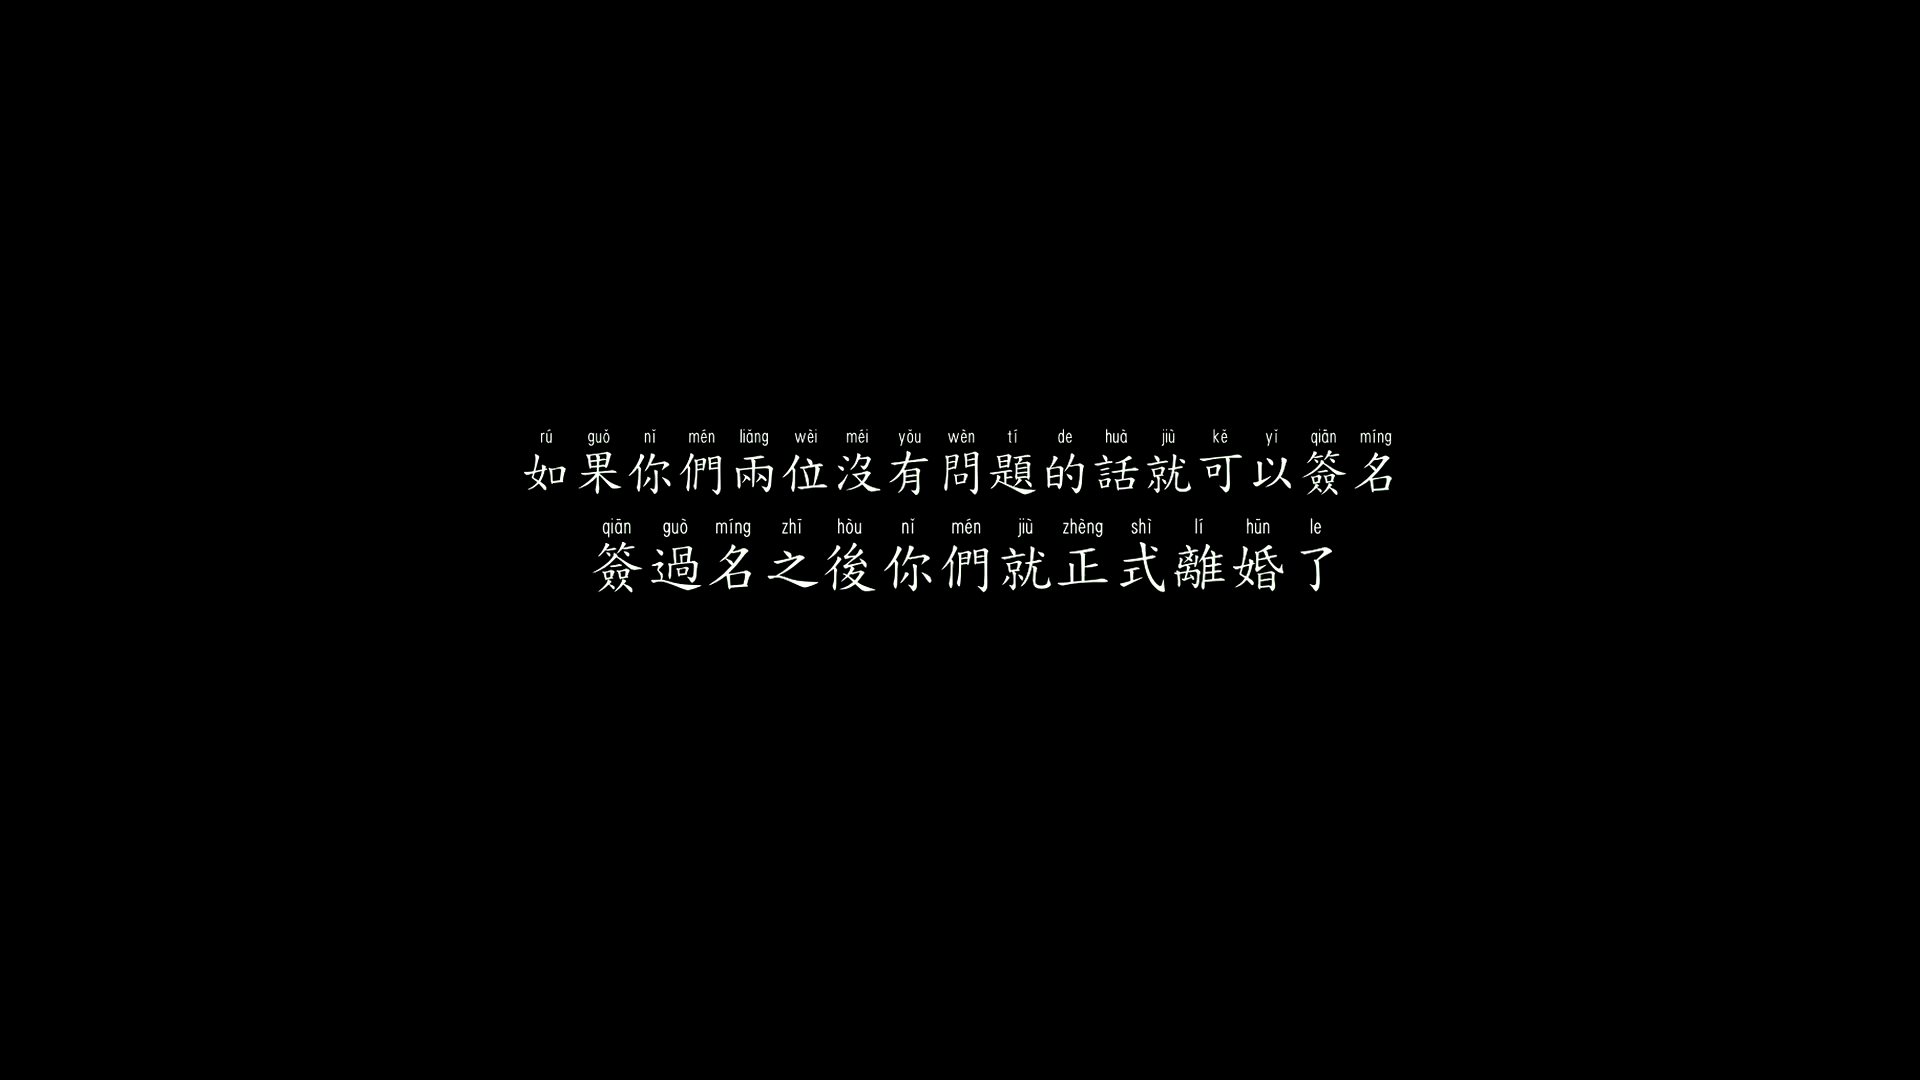 rú guǒ nǐ mén liǎng wèi méi yǒu wèn tí de huà jiù kě yǐ qiān míng
如果你們兩位沒有問題的話就可以簽名
qiān guò míng zhī hòu nǐ mén jiù zhèng shì lí hūn le
簽過名之後你們就正式離婚了